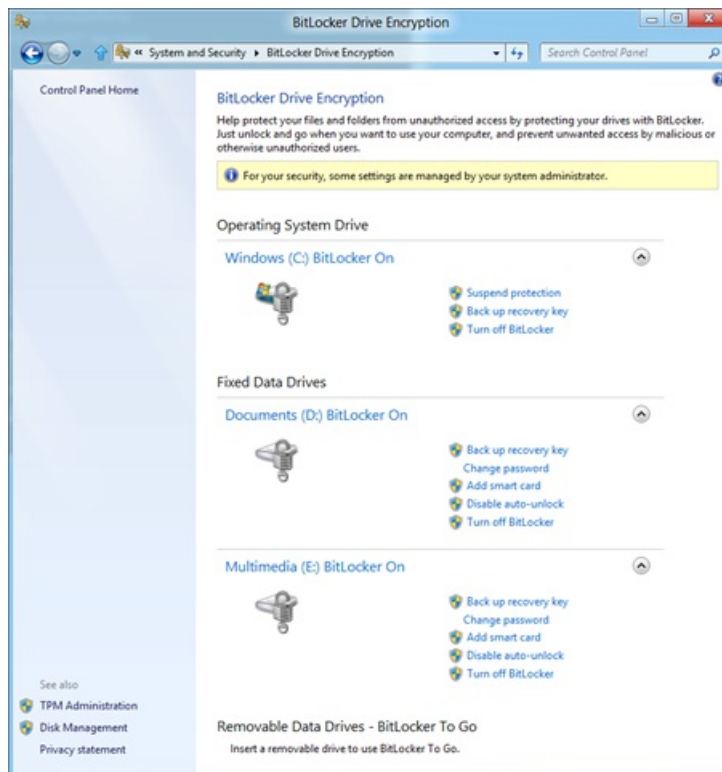 BitLocker Drive Encryption
« System and Security ▸ BitLocker Drive Encryption
Search Control Panel
Control Panel Home
BitLocker Drive Encryption
Help protect your files and folders from unauthorized access by protecting your drives with BitLocker.
Just unlock and go when you want to use your computer, and prevent unwanted access by malicious or
otherwise unauthorized users.
For your security, some settings are managed by your system administrator.
Operating System Drive
Windows (C:) BitLocker On
Suspend protection
Back up recovery key
Turn off BitLocker
Fixed Data Drives
Documents (D:) BitLocker On
Back up recovery key
Change password
Add smart card
Disable auto-unlock
Turn off BitLocker
Multimedia (E:) BitLocker On
Back up recovery key
Change password
Add smart card
Disable auto-unlock
Turn off BitLocker
See also
TPM Administration
Disk Management
Privacy statement
Removable Data Drives - BitLocker To Go
Insert a removable drive to use BitLocker To Go.